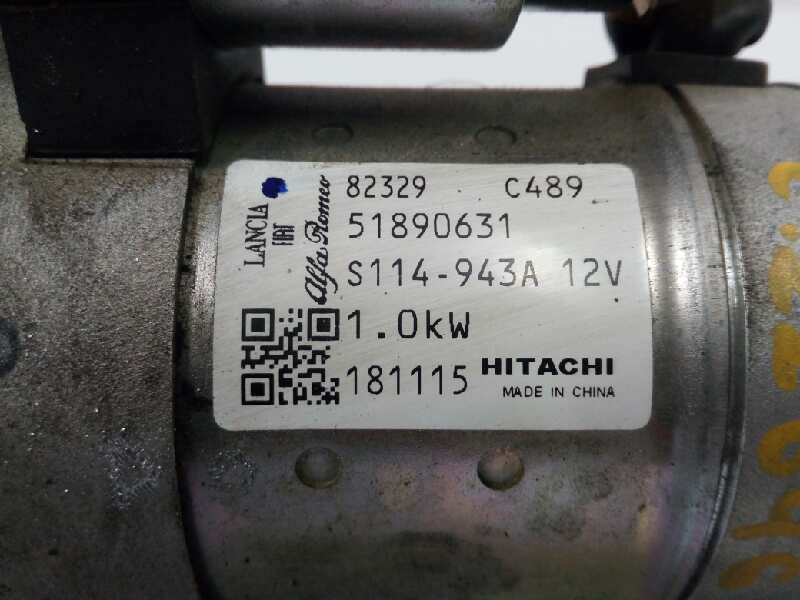 LANCIA
FIAT
Alfa Romeo
82329 C489
51890631
S114-943A 12V
1.0kW
181115 HITACHI
MADE IN CHINA